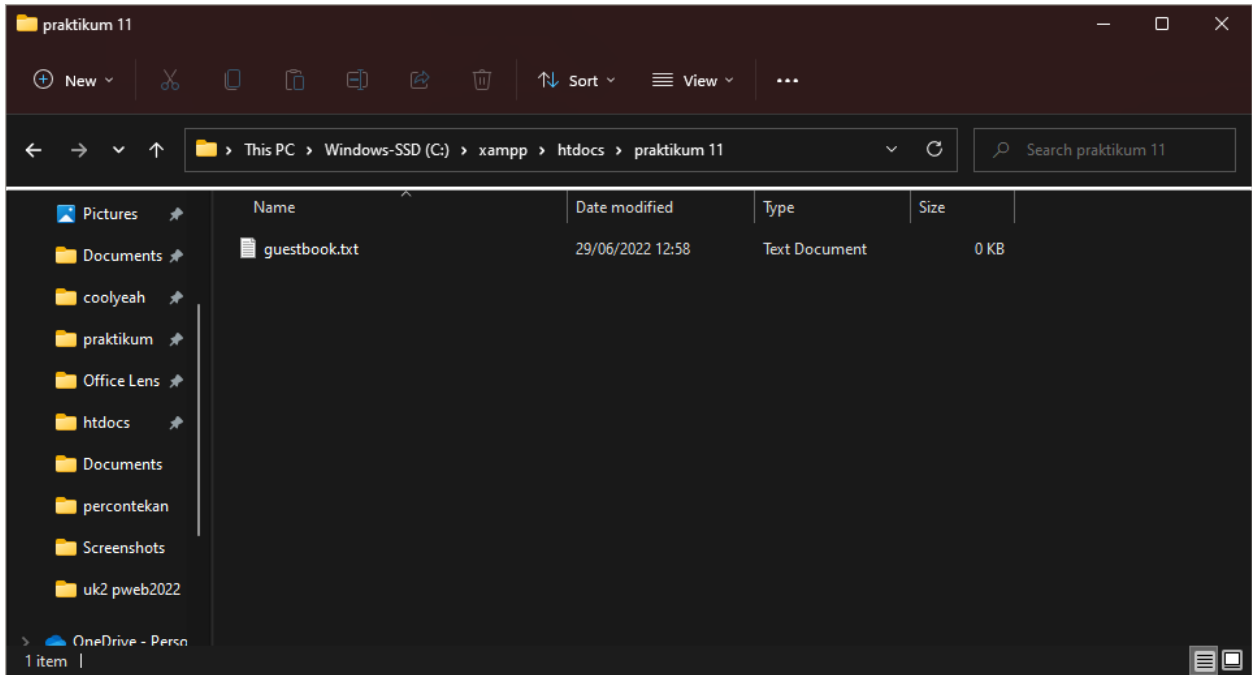 praktikum 11
New Sort View
This PC > Windows-SSD (C:) > xampp > htdocs > praktikum 11 Search praktikum 11
Name Date modified Type Size
guestbook.txt 29/06/2022 12:58 Text Document 0 KB
Pictures
Documents
coolyeah
praktikum
Office Lens
htdocs
Documents
percontekan
Screenshots
uk2 pweb2022
OneDrive - Perso
1 item